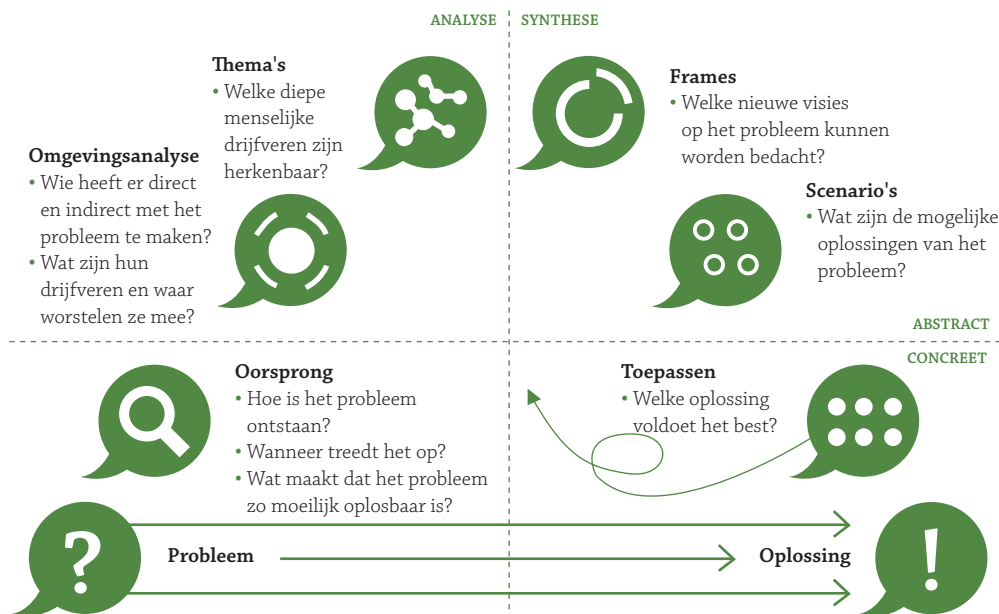 ANALYSE
SYNTHESE
Thema's
• Welke diepe
menselijke
drijfveren zijn
herkenbaar?
Omgevingsanalyse
• Wie heeft er direct
en indirect met het
probleem te maken?
• Wat zijn hun
drijfveren en waar
worstelen ze mee?
Frames
• Welke nieuwe visies
op het probleem kunnen
worden bedacht?
Scenario's
• Wat zijn de mogelijke
oplossingen van het
probleem?
ABSTRACT
CONCREET
Oorsprong
• Hoe is het probleem
ontstaan?
• Wanneer treedt het op?
• Wat maakt dat het probleem
zo moeilijk oplosbaar is?
Toepassen
• Welke oplossing
voldoet het best?
?
Probleem
Oplossing
!